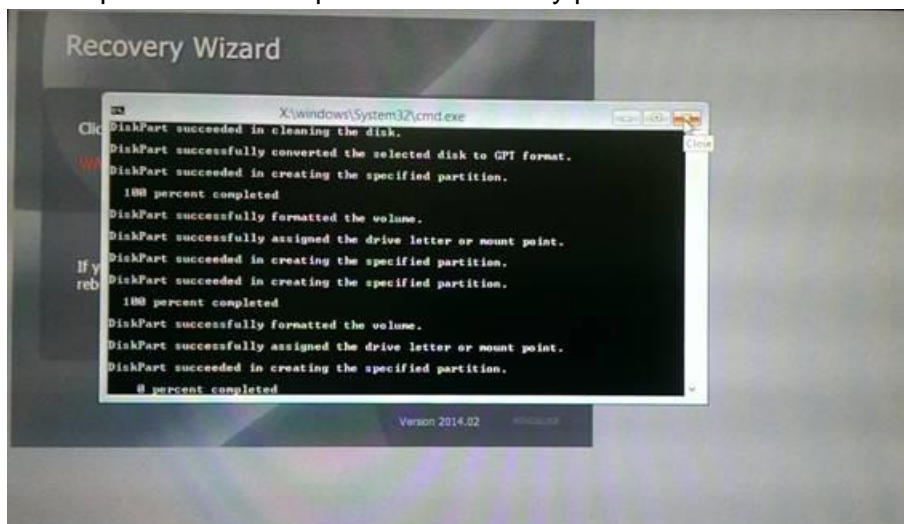 Recovery Wizard
X:\windows\System32\cmd.exe
Clic
DiskPart succeeded in cleaning the disk.
Close
DiskPart successfully converted the selected disk to GPT format.
WA
DiskPart succeeded in creating the specified partition.
100 percent completed
DiskPart successfully formatted the volume.
DiskPart successfully assigned the drive letter or mount point.
If y
DiskPart succeeded in creating the specified partition.
reb
DiskPart succeeded in creating the specified partition.
100 percent completed
DiskPart successfully formatted the volume.
DiskPart successfully assigned the drive letter or mount point.
DiskPart succeeded in creating the specified partition.
0 percent completed
Version 2014.02